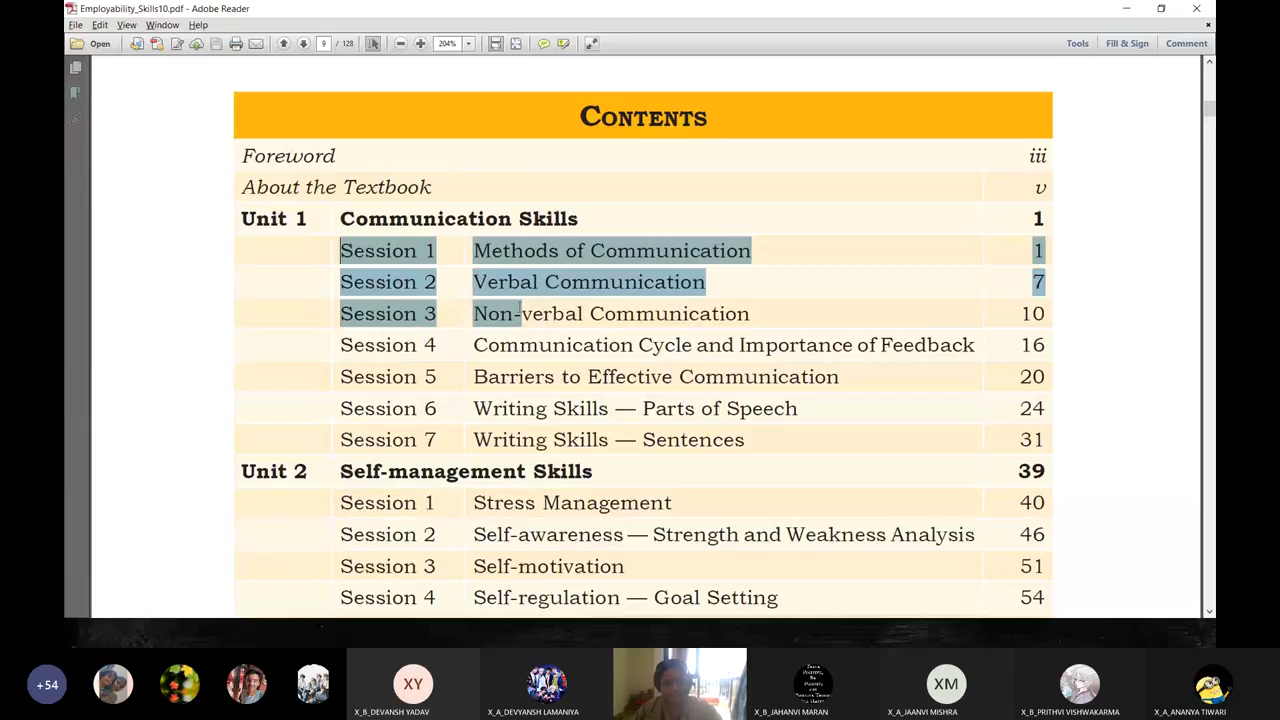 Employability_Skills10.pdf - Adobe Reader
File Edit View Window Help
Open 9 / 128 204% Tools Fill & Sign Comment
CONTENTS
Foreword iii
About the Textbook v
Unit 1 Communication Skills 1
Session 1 Methods of Communication 1
Session 2 Verbal Communication 7
Session 3 Non-verbal Communication 10
Session 4 Communication Cycle and Importance of Feedback 16
Session 5 Barriers to Effective Communication 20
Session 6 Writing Skills — Parts of Speech 24
Session 7 Writing Skills — Sentences 31
Unit 2 Self-management Skills 39
Session 1 Stress Management 40
Session 2 Self-awareness — Strength and Weakness Analysis 46
Session 3 Self-motivation 51
Session 4 Self-regulation — Goal Setting 54
+54 XY XM
X_B_DEVANSH YADAV X_A_DEVYANSH LAMANIYA X_B_JAHANVI MARAN X_A_JAANVI MISHRA X_B_PRITHVI VISHWAKARMA X_A_ANANYA TIWARI